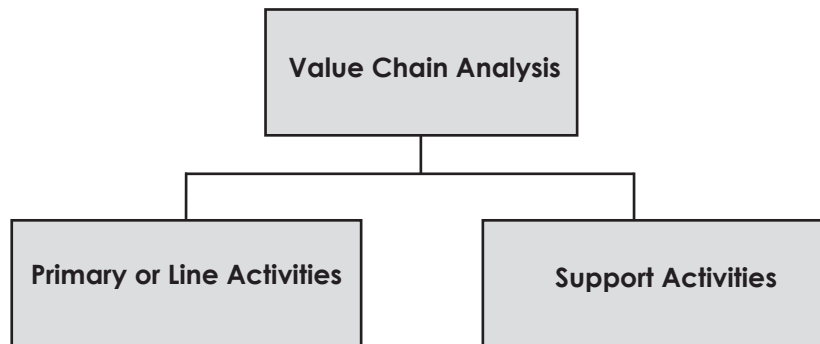 Value Chain Analysis
Primary or Line Activities
Support Activities